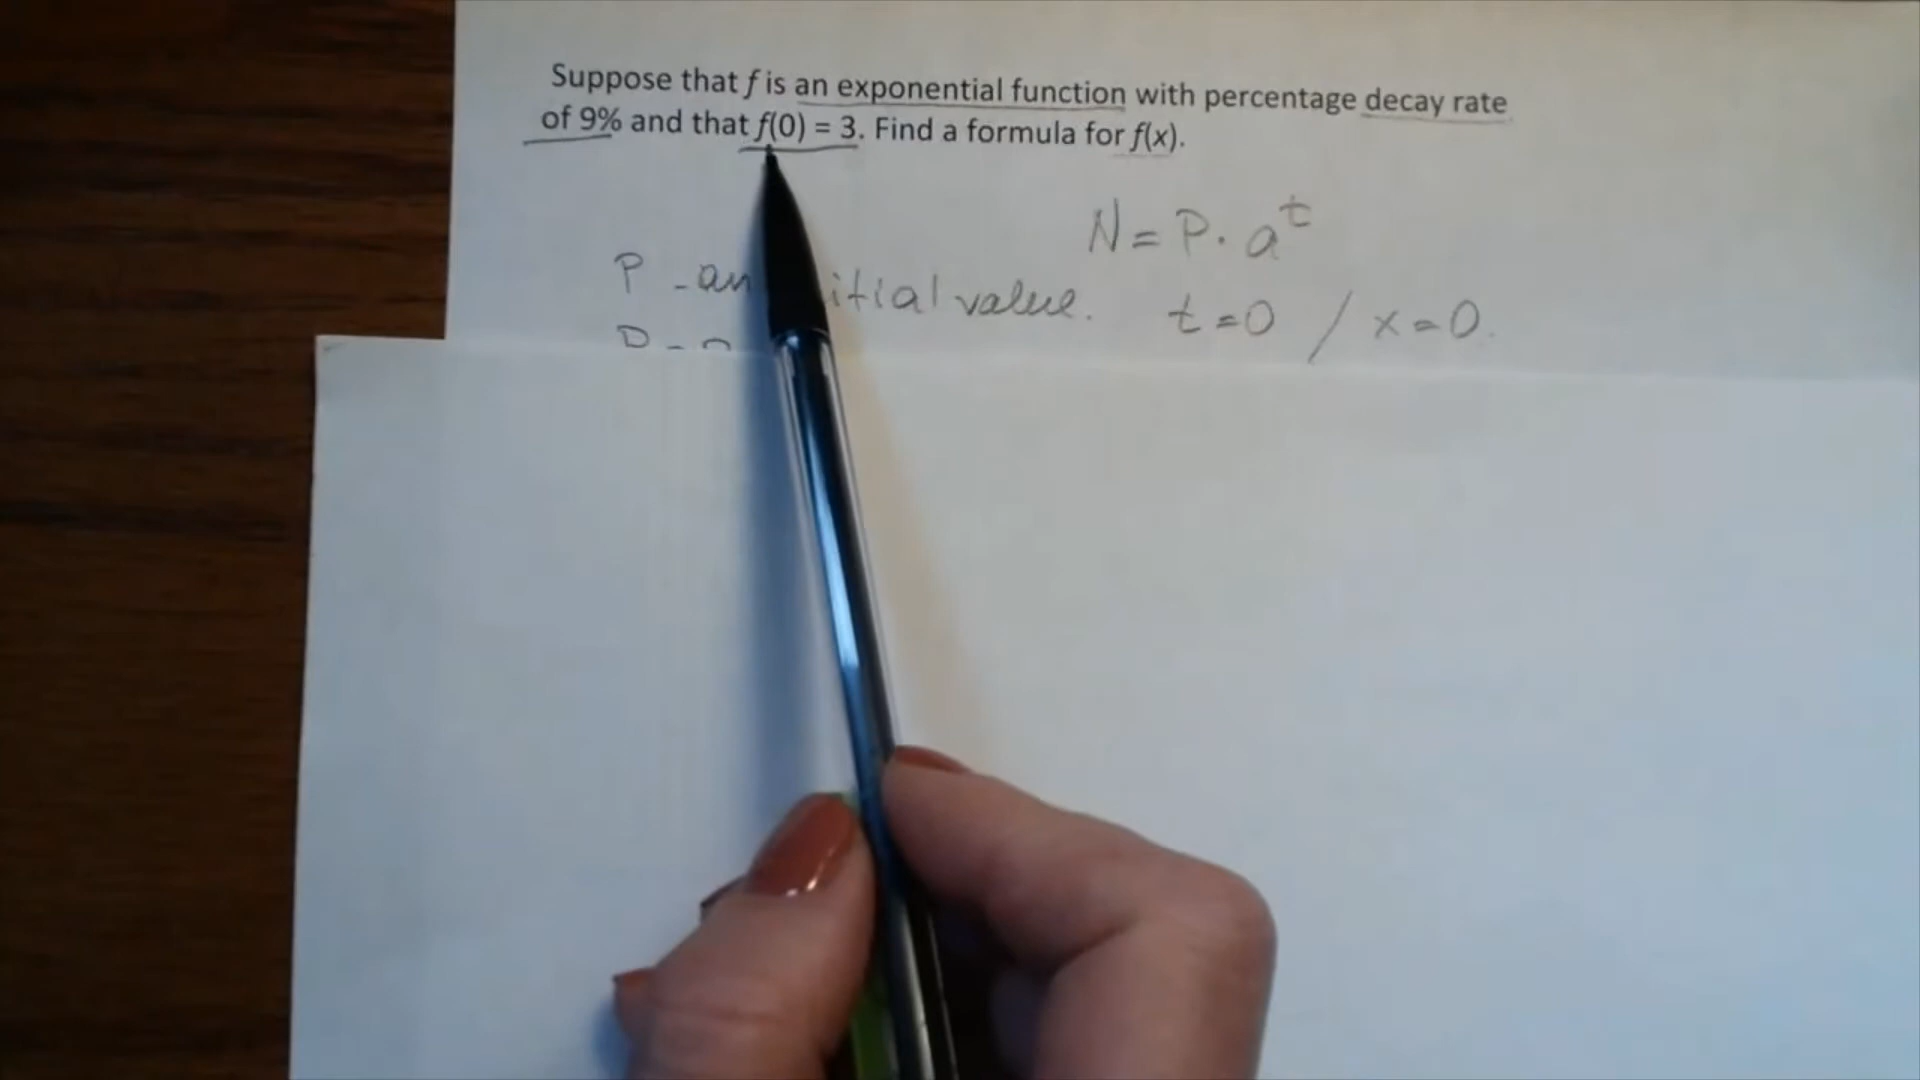 Suppose that f is an exponential function with percentage decay rate
of 9% and that f(0) = 3. Find a formula for f(x).
N = P · a^t
P - an itial value. t = 0 / x = 0.